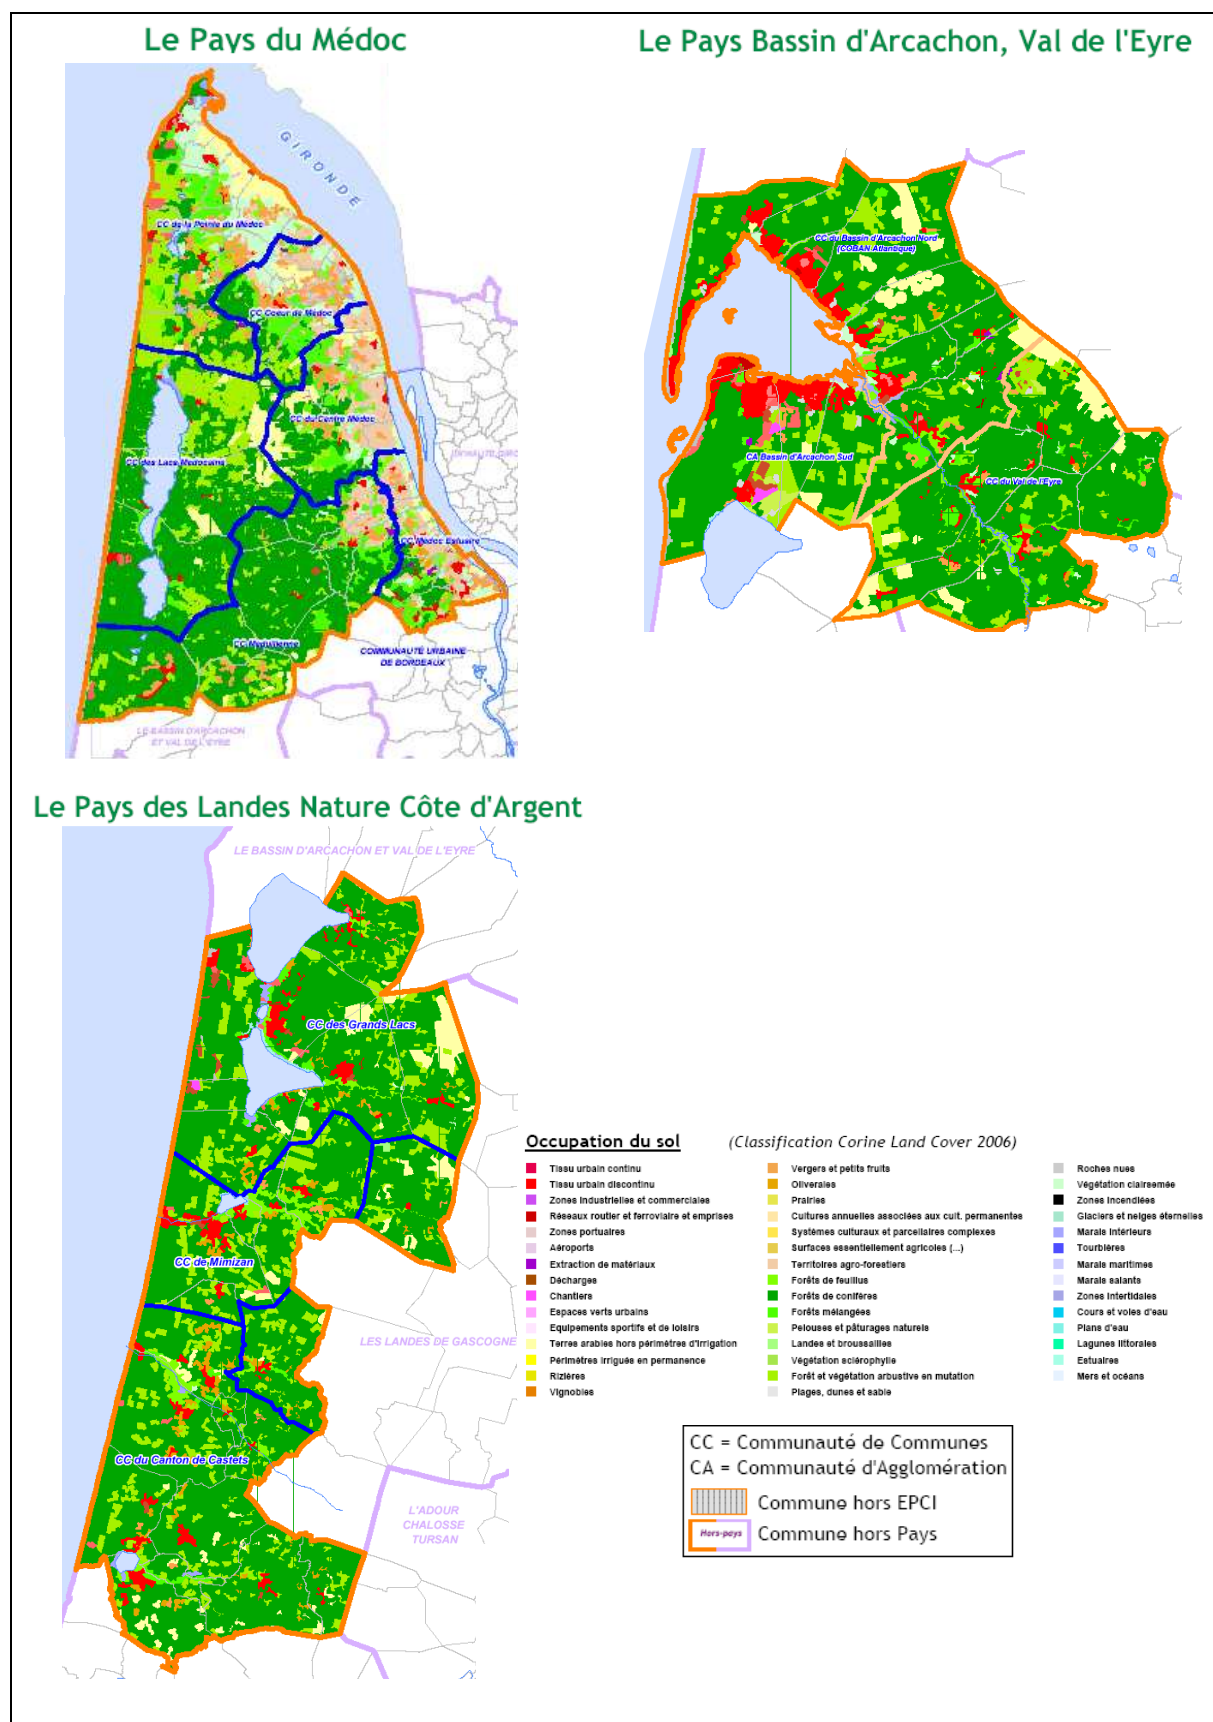 Le Pays du Médoc
Le Pays Bassin d'Arcachon, Val de l'Eyre
GIRONDE
CC de la Pointe du Médoc
CC Coeur de Médoc
CC du Centre Médoc
CC des Lacs Médocains
CC Médoc Estuaire
CC Médullienne
COMMUNAUTÉ URBAINE
DE BORDEAUX
LE BASSIN D'ARCACHON
ET VAL DE L'EYRE
CC du Bassin d'Arcachon Nord
(COBAN Atlantique)
CA Bassin d'Arcachon Sud
CC du Val de l'Eyre
Le Pays des Landes Nature Côte d'Argent
LE BASSIN D'ARCACHON ET VAL DE L'EYRE
CC des Grands Lacs
CC de Mimizan
LES LANDES DE GASCOGNE
CC du Canton de Castets
L'ADOUR
CHALOSSE
TURSAN
Occupation du sol (Classification Corine Land Cover 2006)
Tissu urbain continu
Tissu urbain discontinu
Zones industrielles et commerciales
Réseaux routier et ferroviaire et emprises
Zones portuaires
Aéroports
Extraction de matériaux
Décharges
Chantiers
Espaces verts urbains
Equipements sportifs et de loisirs
Terres arables hors périmètres d'irrigation
Périmètres irrigués en permanence
Rizières
Vignobles
Vergers et petits fruits
Oliveraies
Prairies
Cultures annuelles associées aux cult. permanentes
Systèmes culturaux et parcellaires complexes
Surfaces essentiellement agricoles (...)
Territoires agro-forestiers
Forêts de feuillus
Forêts de conifères
Forêts mélangées
Pelouses et pâturages naturels
Landes et broussailles
Végétation sclérophylle
Forêt et végétation arbustive en mutation
Plages, dunes et sable
Roches nues
Végétation clairsemée
Zones incendiées
Glaciers et neiges éternelles
Marais intérieurs
Tourbières
Marais maritimes
Marais salants
Zones intertidales
Cours et voies d'eau
Plans d'eau
Lagunes littorales
Estuaires
Mers et océans
CC = Communauté de Communes
CA = Communauté d'Agglomération
Commune hors EPCI
Hors-pays Commune hors Pays